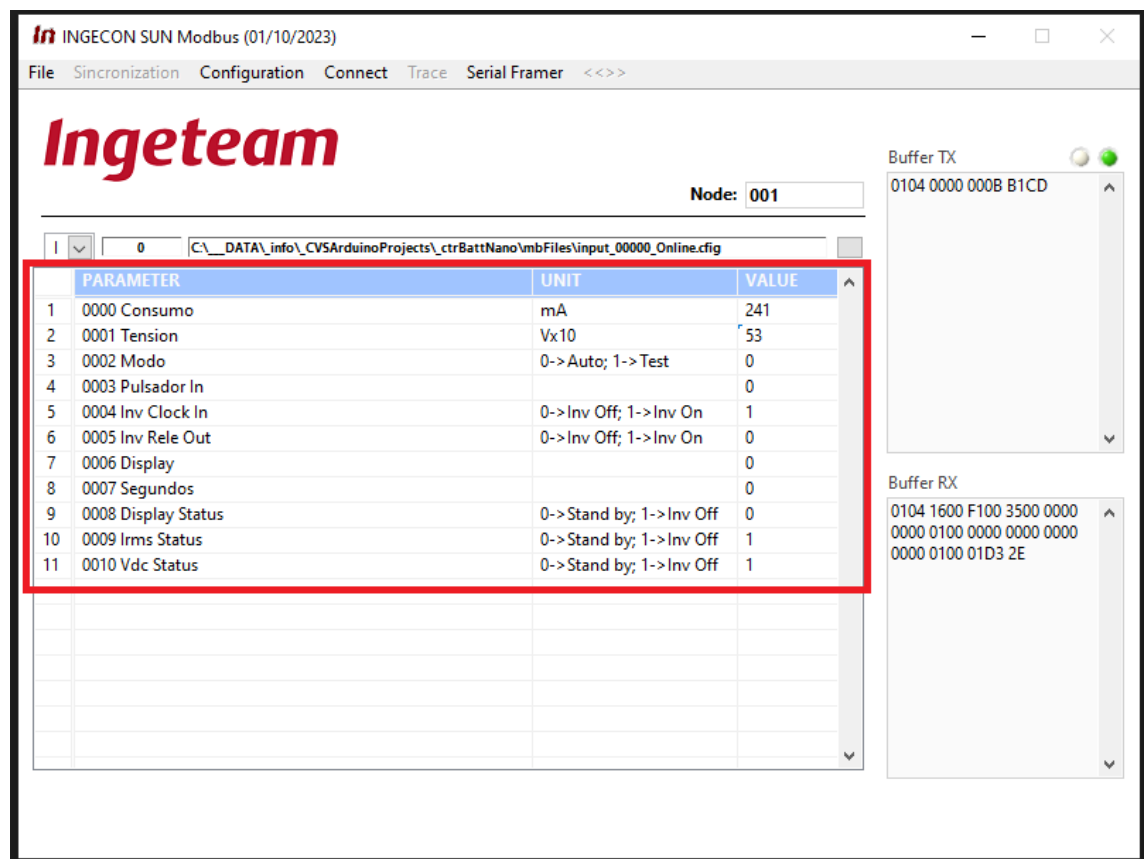 INGECON SUN Modbus (01/10/2023)
File Sincronization Configuration Connect Trace Serial Framer <<>>
Ingeteam
Node: 001
I 0 C:\__DATA\_info\_CVSArduinoProjects\_ctrBattNano\mbFiles\input_00000_Online.cfig
PARAMETER UNIT VALUE
1 0000 Consumo mA 241
2 0001 Tension Vx10 53
3 0002 Modo 0->Auto; 1->Test 0
4 0003 Pulsador In 0
5 0004 Inv Clock In 0->Inv Off; 1->Inv On 1
6 0005 Inv Rele Out 0->Inv Off; 1->Inv On 0
7 0006 Display 0
8 0007 Segundos 0
9 0008 Display Status 0->Stand by; 1->Inv Off 0
10 0009 Irms Status 0->Stand by; 1->Inv Off 1
11 0010 Vdc Status 0->Stand by; 1->Inv Off 1
Buffer TX
0104 0000 000B B1CD
Buffer RX
0104 1600 F100 3500 0000
0000 0100 0000 0000 0000
0000 0100 01D3 2E